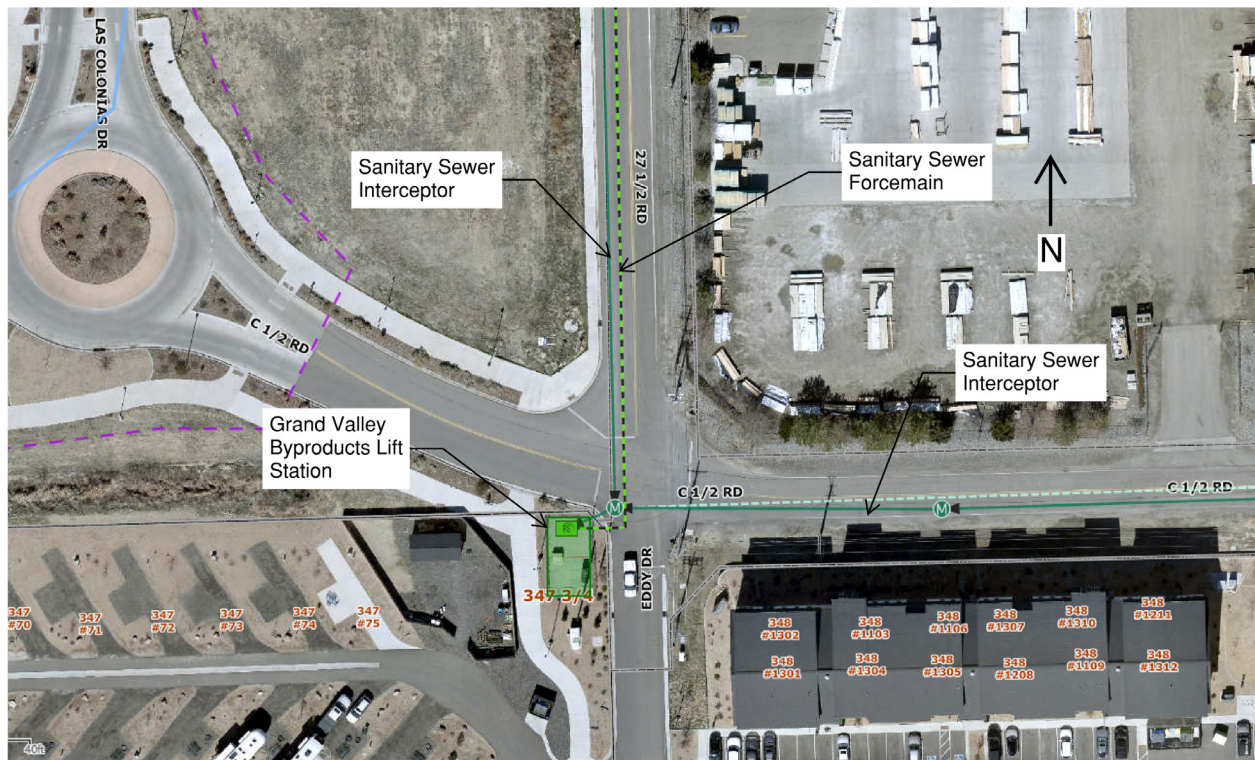 LAS COLONIAS DR
Sanitary Sewer
Interceptor
27 1/2 RD
Sanitary Sewer
Forcemain
N
C 1/2 RD
Sanitary Sewer
Interceptor
Grand Valley
Byproducts Lift
Station
C 1/2 RD
C 1/2 RD
M
M
PS
347 3/4
EDDY DR
347
#70
347
#71
347
#72
347
#73
347
#74
347
#75
348
#1302
348
#1103
348
#1106
348
#1307
348
#1310
348
#1211
348
#1301
348
#1304
348
#1305
348
#1208
348
#1109
348
#1312
40ft